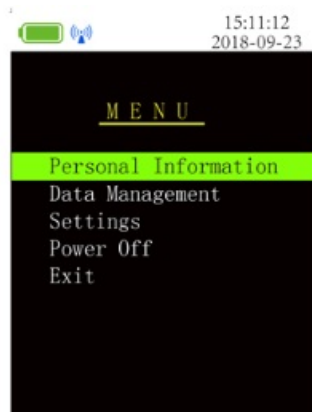 15:11:12
2018-09-23
MENU
Personal Information
Data Management
Settings
Power Off
Exit